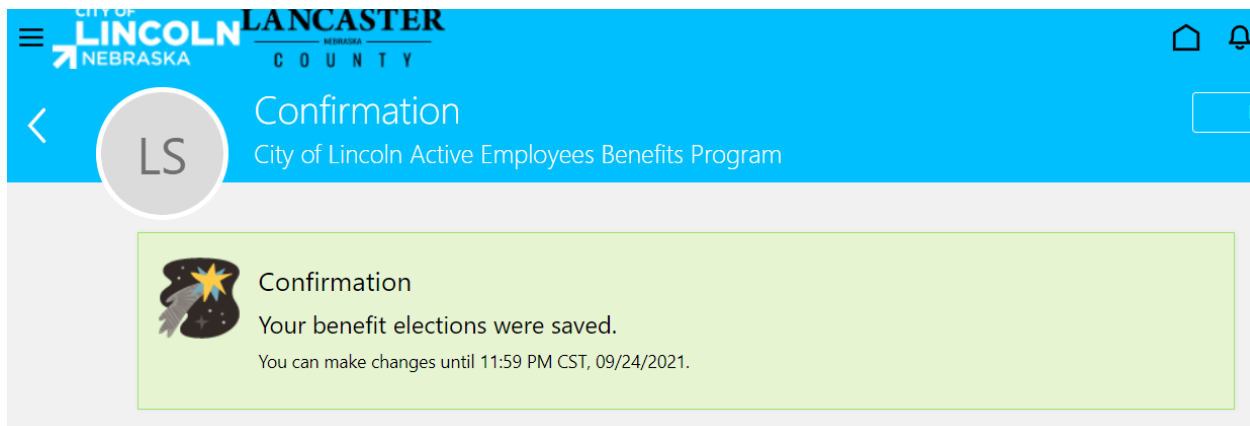 CITY OF
LINCOLN
NEBRASKA
LANCASTER
NEBRASKA
COUNTY
LS
Confirmation
City of Lincoln Active Employees Benefits Program
Confirmation
Your benefit elections were saved.
You can make changes until 11:59 PM CST, 09/24/2021.